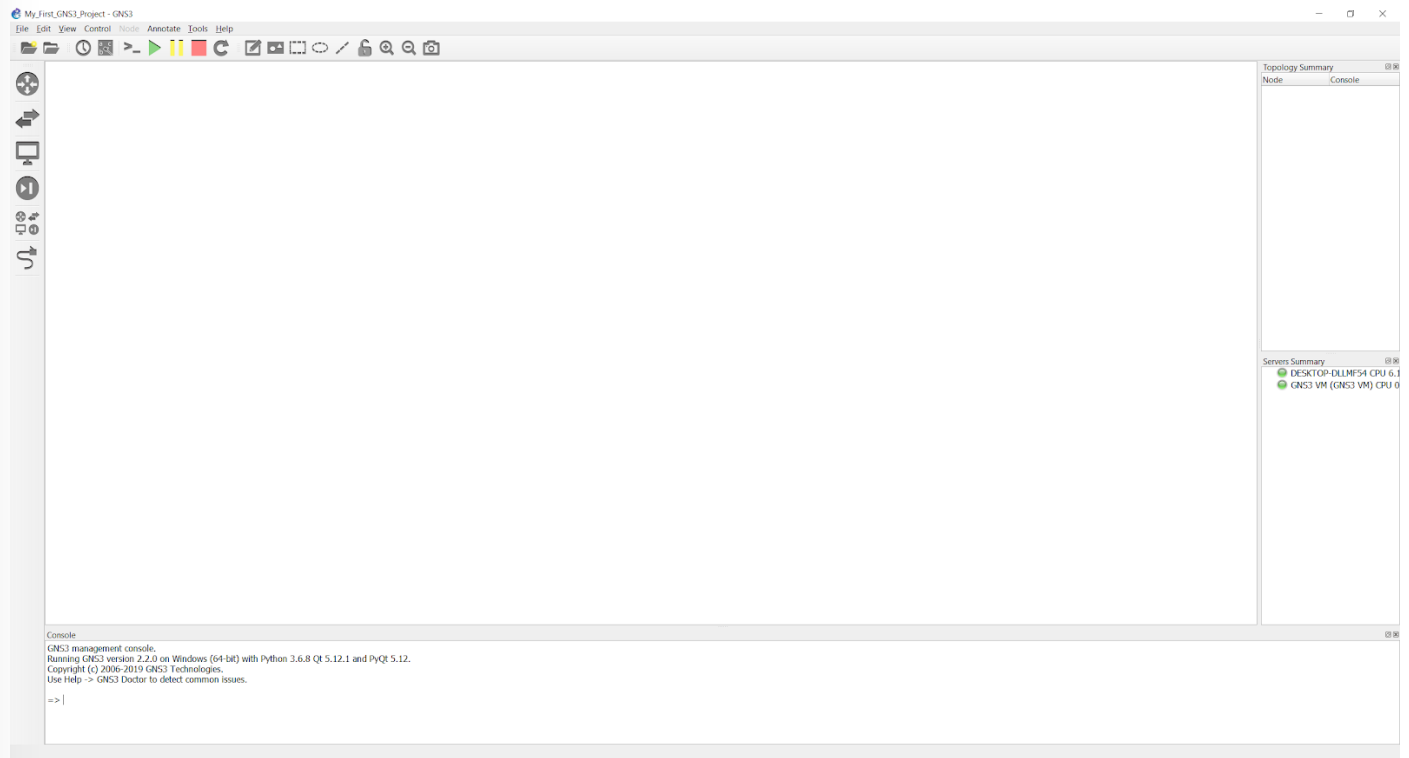 My_First_GNS3_Project - GNS3
File Edit View Control Node Annotate Tools Help
Topology Summary
Node Console
Servers Summary
DESKTOP-DLLMF54 CPU 6.1
GNS3 VM (GNS3 VM) CPU 0
Console
GNS3 management console.
Running GNS3 version 2.2.0 on Windows (64-bit) with Python 3.6.8 Qt 5.12.1 and PyQt 5.12.
Copyright (c) 2006-2019 GNS3 Technologies.
Use Help -> GNS3 Doctor to detect common issues.
=>